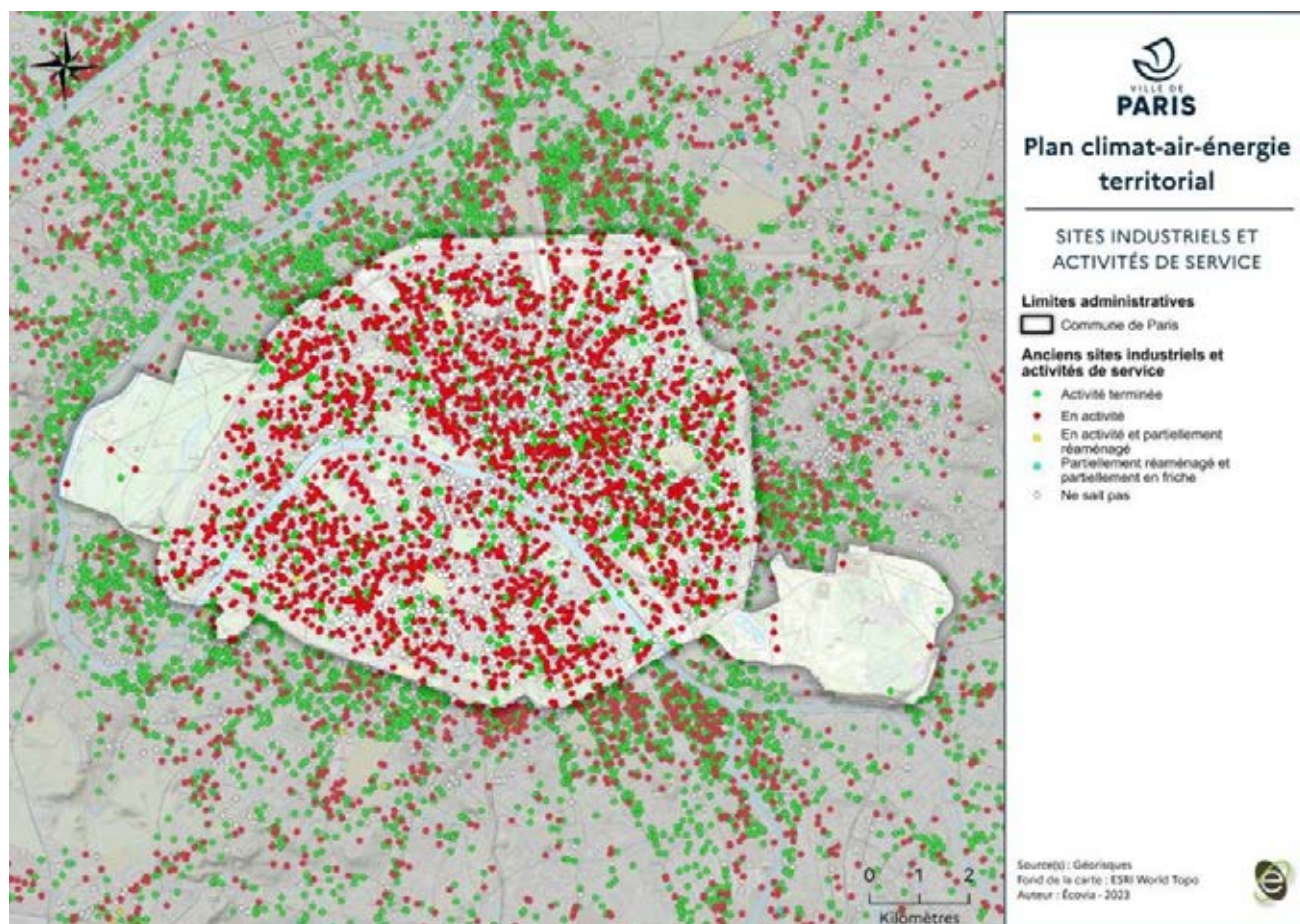 VILLE DE
PARIS
Plan climat-air-énergie
territorial
SITES INDUSTRIELS ET
ACTIVITÉS DE SERVICE
Limites administratives
Commune de Paris
Anciens sites industriels et
activités de service
Activité terminée
En activité
En activité et partiellement
réaménagé
Partiellement réaménagé et
partiellement en friche
Ne sait pas
0 1 2
Kilomètres
Source(s) : Géorisques
Fond de la carte : ESRI World Topo
Auteur : Écovia - 2023